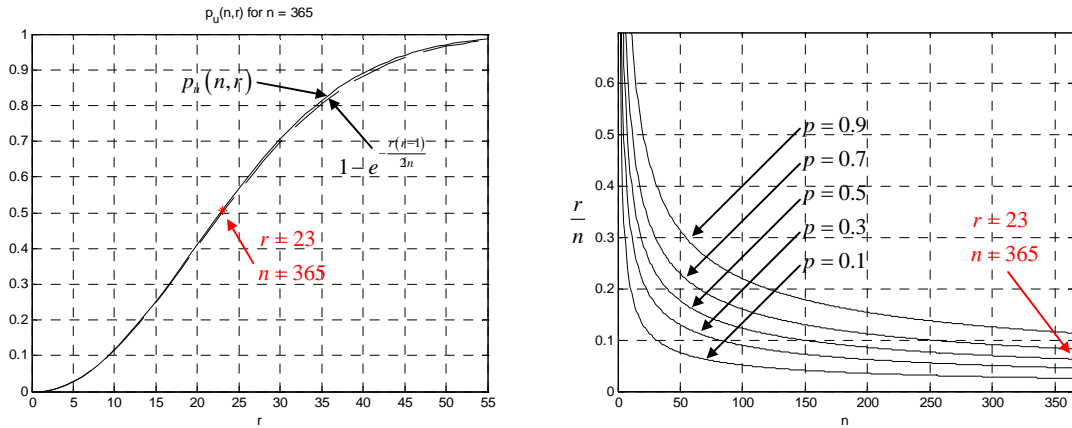 p_u(n,r) for n = 365
1
0.9
0.8
0.7
0.6
0.5
0.4
0.3
0.2
0.1
0
0 5 10 15 20 25 30 35 40 45 50 55
r
p_u(n,r)
1 - e^{-\frac{r(r-1)}{2n}}
r = 23
n = 365
0.6
0.5
0.4
0.3
0.2
0.1
0
r/n
0 50 100 150 200 250 300 350
n
p = 0.9
p = 0.7
p = 0.5
p = 0.3
p = 0.1
r = 23
n = 365